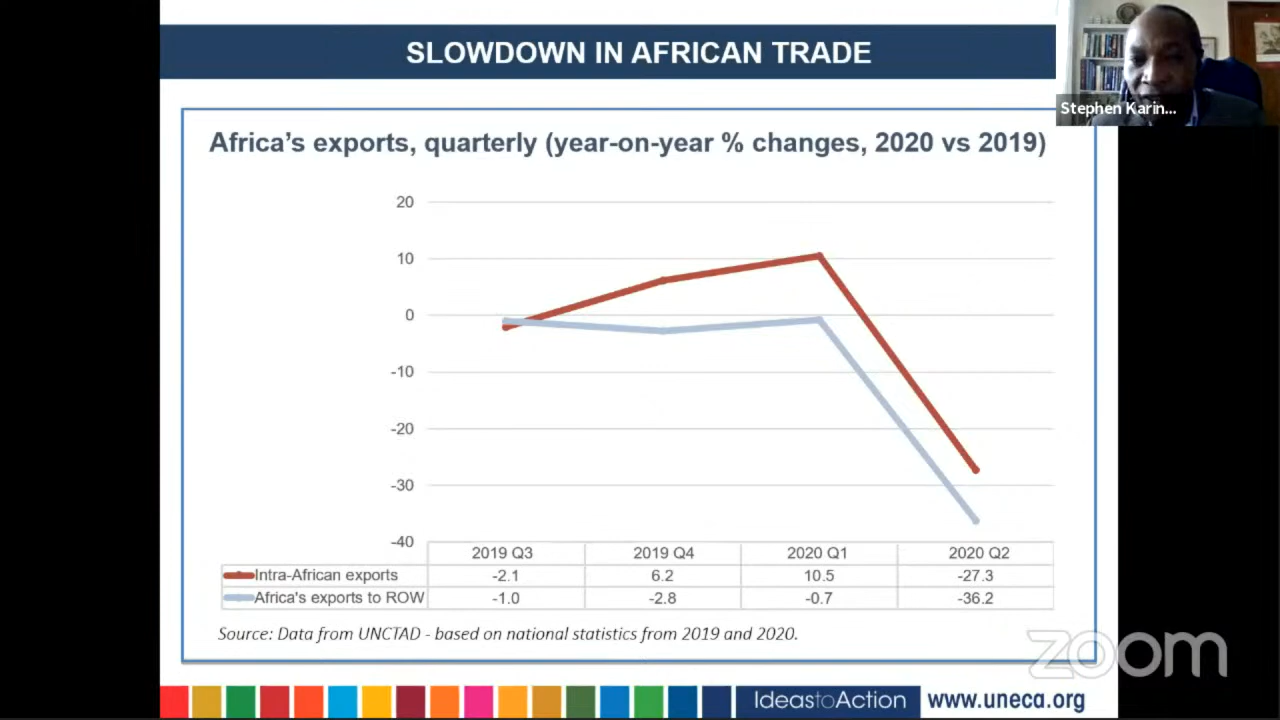 SLOWDOWN IN AFRICAN TRADE
Stephen Karin...
Africa's exports, quarterly (year-on-year % changes, 2020 vs 2019)
20
10
0
-10
-20
-30
-40
2019 Q3 2019 Q4 2020 Q1 2020 Q2
Intra-African exports -2.1 6.2 10.5 -27.3
Africa's exports to ROW -1.0 -2.8 -0.7 -36.2
Source: Data from UNCTAD - based on national statistics from 2019 and 2020.
zoom
IdeastoAction www.uneca.org